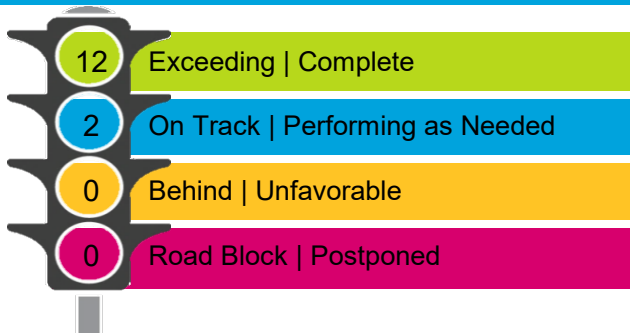 12 Exceeding | Complete
2 On Track | Performing as Needed
0 Behind | Unfavorable
0 Road Block | Postponed